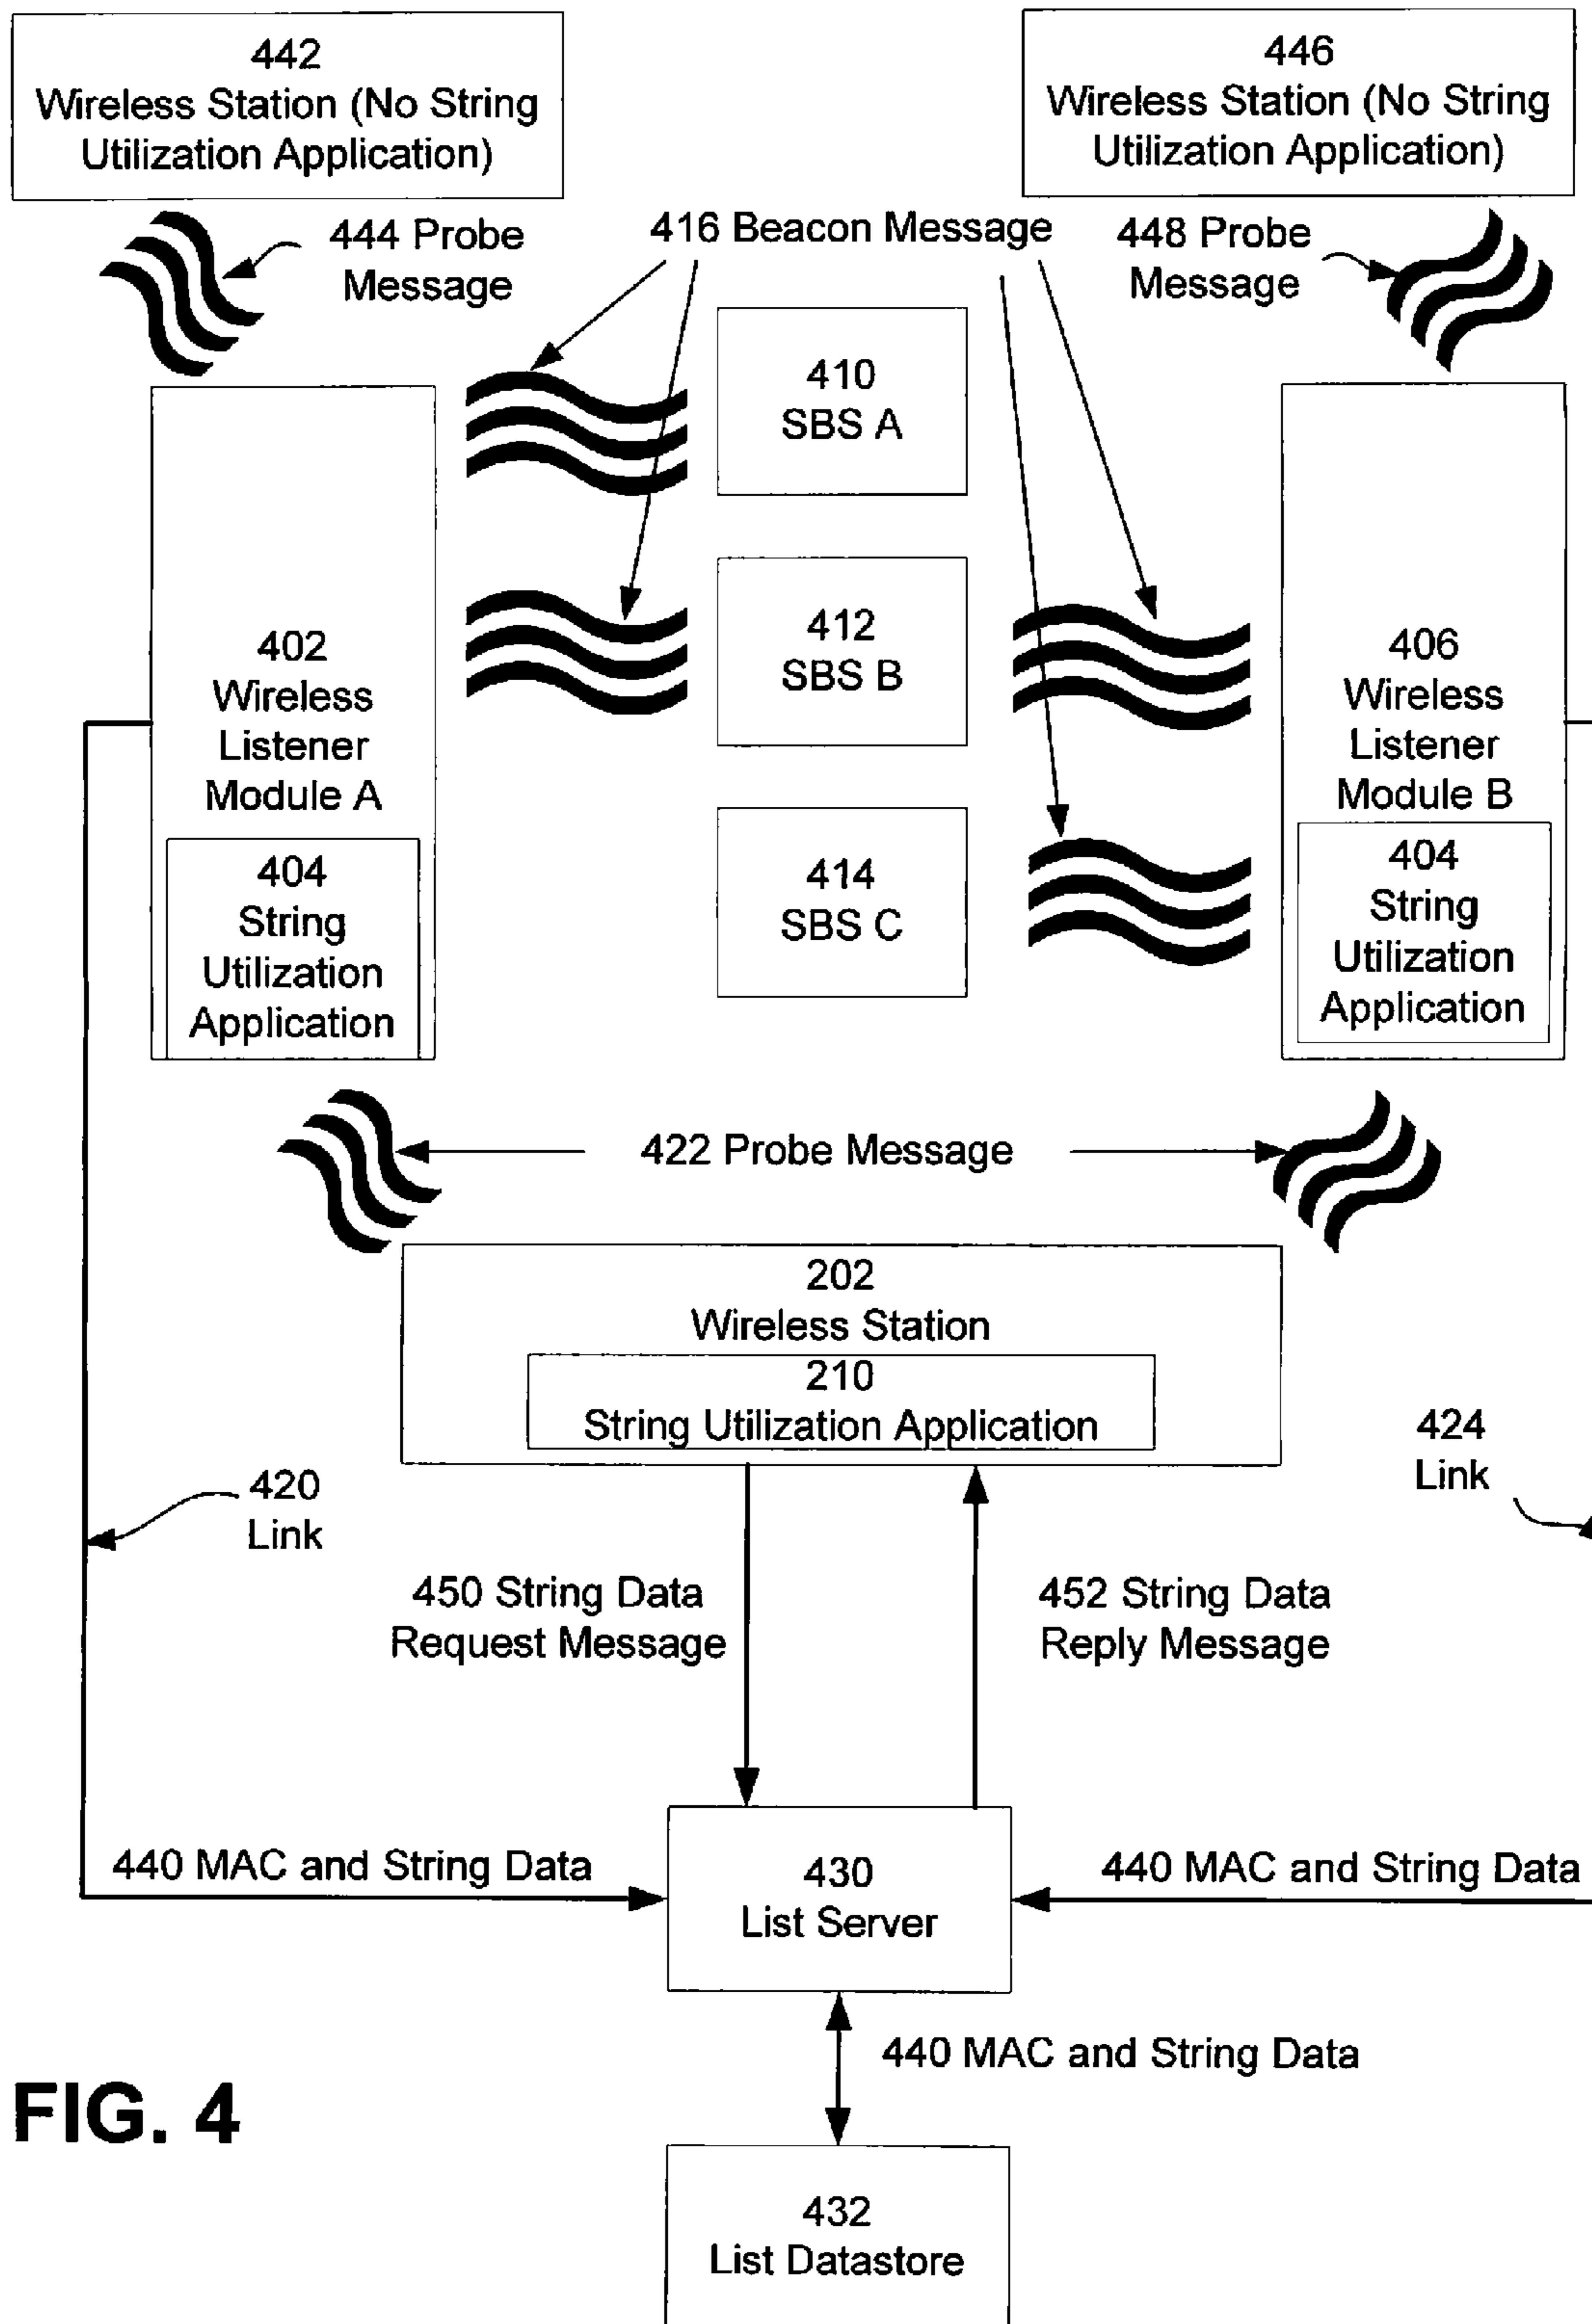 442
Wireless Station (No String
Utilization Application)
446
Wireless Station (No String
Utilization Application)
444 Probe
Message
416 Beacon Message
448 Probe
Message
410
SBS A
412
SBS B
414
SBS C
402
Wireless
Listener
Module A
404
String
Utilization
Application
406
Wireless
Listener
Module B
404
String
Utilization
Application
422 Probe Message
202
Wireless Station
210
String Utilization Application
420
Link
424
Link
450 String Data
Request Message
452 String Data
Reply Message
440 MAC and String Data
430
List Server
440 MAC and String Data
440 MAC and String Data
FIG. 4
432
List Datastore